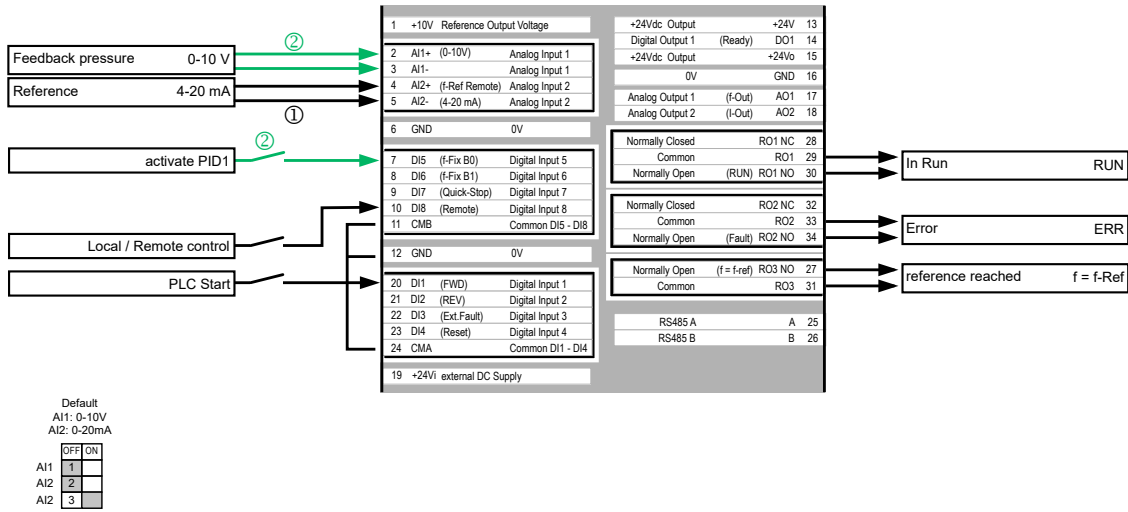 1 +10V Reference Output Voltage
Feedback pressure 0-10 V
②
2 AI1+ (0-10V) Analog Input 1
3 AI1- Analog Input 1
Reference 4-20 mA
①
4 AI2+ (f-Ref Remote) Analog Input 2
5 AI2- (4-20 mA) Analog Input 2
6 GND 0V
activate PID1
②
7 DI5 (f-Fix B0) Digital Input 5
8 DI6 (f-Fix B1) Digital Input 6
9 DI7 (Quick-Stop) Digital Input 7
10 DI8 (Remote) Digital Input 8
11 CMB Common DI5 - DI8
Local / Remote control
12 GND 0V
PLC Start
20 DI1 (FWD) Digital Input 1
21 DI2 (REV) Digital Input 2
22 DI3 (Ext.Fault) Digital Input 3
23 DI4 (Reset) Digital Input 4
24 CMA Common DI1 - DI4
19 +24Vi external DC Supply
+24Vdc Output +24V 13
Digital Output 1 (Ready) DO1 14
+24Vdc Output +24Vo 15
0V GND 16
Analog Output 1 (f-Out) AO1 17
Analog Output 2 (I-Out) AO2 18
Normally Closed RO1 NC 28
Common RO1 29
Normally Open (RUN) RO1 NO 30
In Run RUN
Normally Closed RO2 NC 32
Common RO2 33
Normally Open (Fault) RO2 NO 34
Error ERR
Normally Open (f = f-ref) RO3 NO 27
Common RO3 31
reference reached f = f-Ref
RS485 A A 25
RS485 B B 26
Default
AI1: 0-10V
AI2: 0-20mA
OFF ON
AI1 1
AI2 2
AI2 3